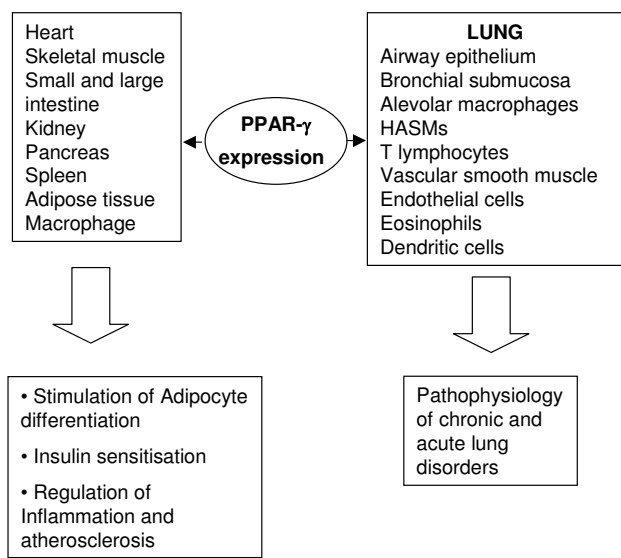 Heart
Skeletal muscle
Small and large
intestine
Kidney
Pancreas
Spleen
Adipose tissue
Macrophage
PPAR-γ
expression
LUNG
Airway epithelium
Bronchial submucosa
Alevolar macrophages
HASMs
T lymphocytes
Vascular smooth muscle
Endothelial cells
Eosinophils
Dendritic cells
• Stimulation of Adipocyte
differentiation
• Insulin sensitisation
• Regulation of
Inflammation and
atherosclerosis
Pathophysiology
of chronic and
acute lung
disorders